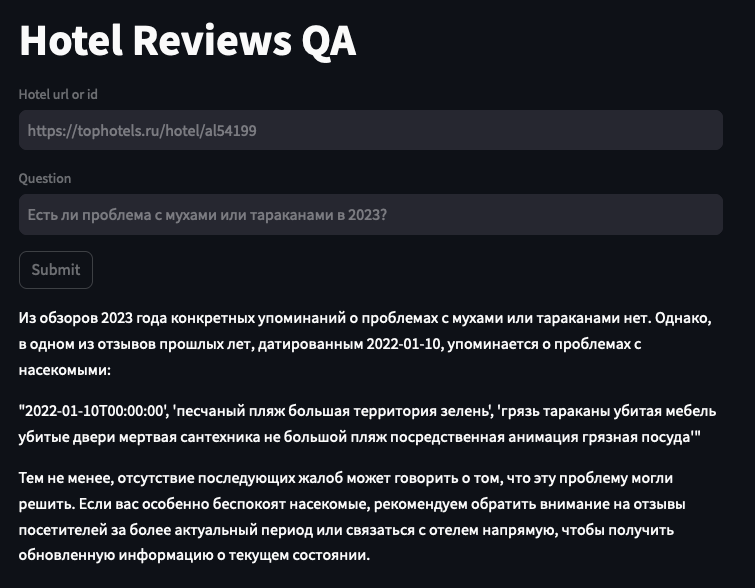 Hotel Reviews QA
Hotel url or id
https://tophotels.ru/hotel/al54199
Question
Есть ли проблема с мухами или тараканами в 2023?
Submit
Из обзоров 2023 года конкретных упоминаний о проблемах с мухами или тараканами нет. Однако,
в одном из отзывов прошлых лет, датированным 2022-01-10, упоминается о проблемах с
насекомыми:
"2022-01-10T00:00:00', 'песчаный пляж большая территория зелень', 'грязь тараканы убитая мебель
убитые двери мертвая сантехника не большой пляж посредственная анимация грязная посуда'"
Тем не менее, отсутствие последующих жалоб может говорить о том, что эту проблему могли
решить. Если вас особенно беспокоят насекомые, рекомендуем обратить внимание на отзывы
посетителей за более актуальный период или связаться с отелем напрямую, чтобы получить
обновленную информацию о текущем состоянии.